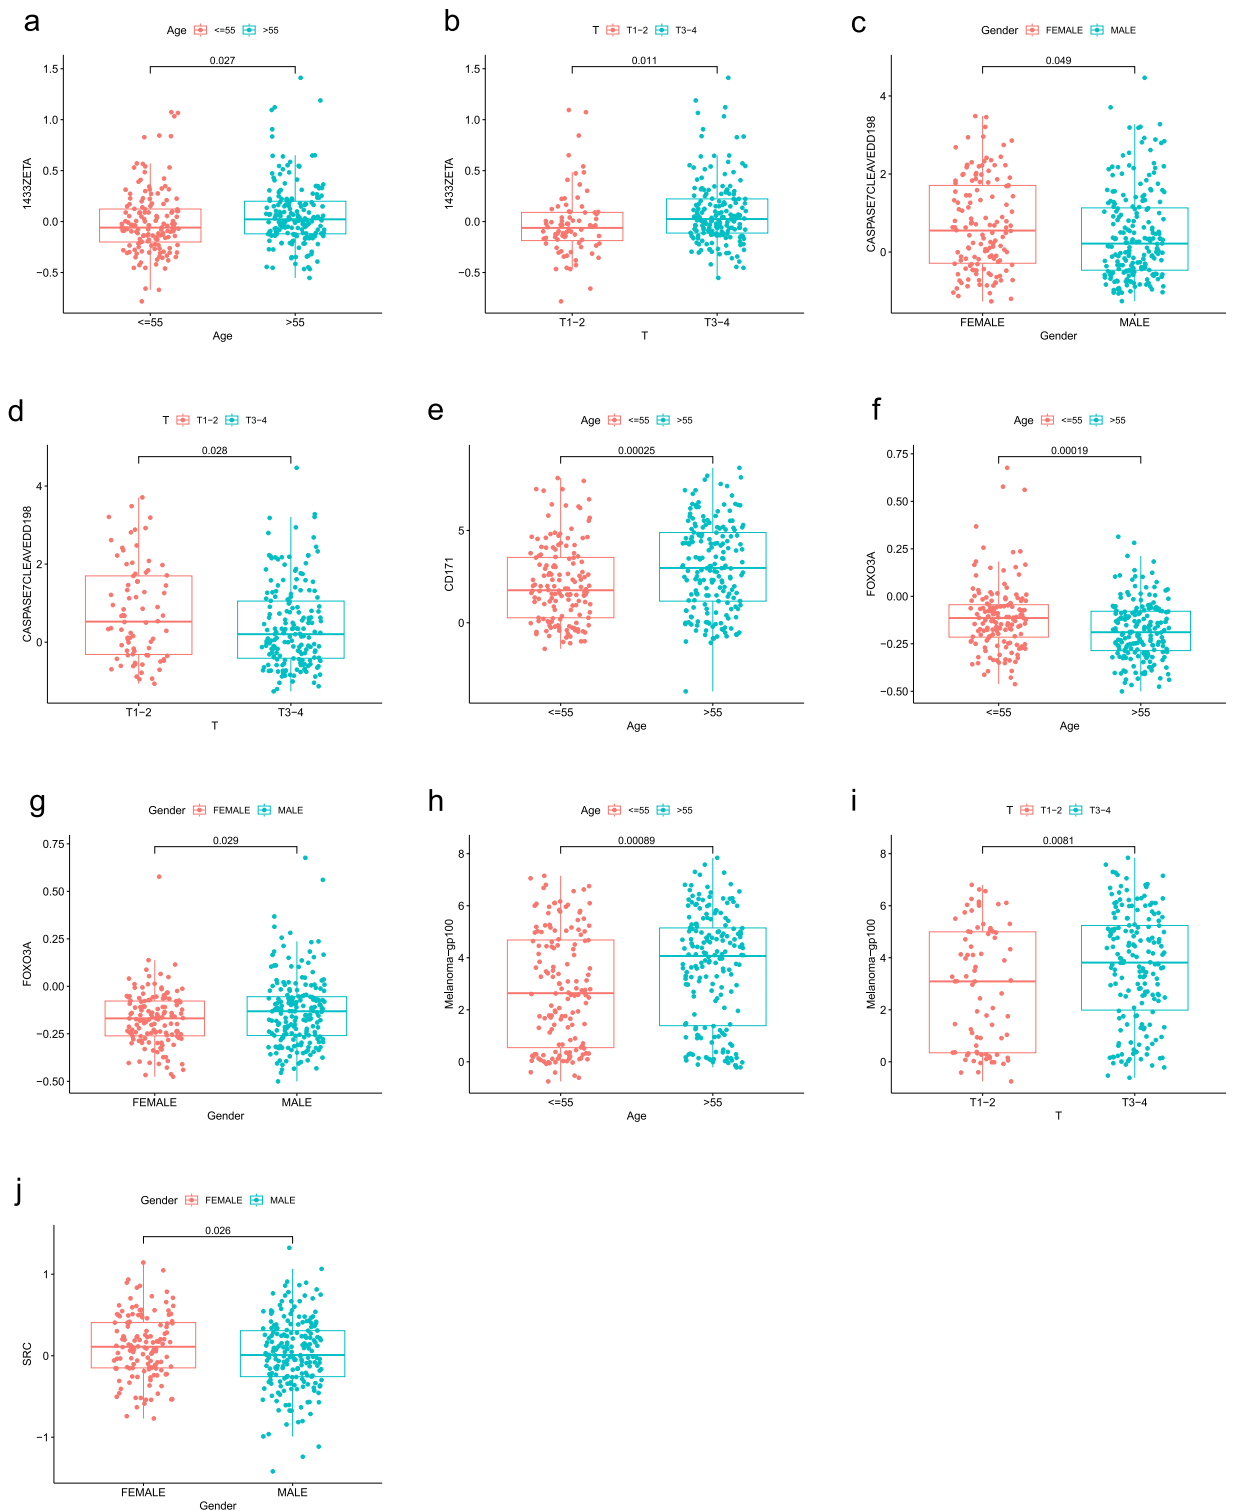 a
Age <=55 >55
0.027
1.5
1.0
0.5
0.0
−0.5
1433ZETA
<=55 >55
Age
b
T T1−2 T3−4
0.011
1.5
1.0
0.5
0.0
−0.5
1433ZETA
T1−2 T3−4
T
c
Gender FEMALE MALE
0.049
4
2
0
CASPASE7CLEAVEDD198
FEMALE MALE
Gender
d
T T1−2 T3−4
0.028
4
2
0
CASPASE7CLEAVEDD198
T1−2 T3−4
T
e
Age <=55 >55
0.00025
5
0
CD171
<=55 >55
Age
f
Age <=55 >55
0.00019
0.75
0.50
0.25
0.00
−0.25
−0.50
FOXO3A
<=55 >55
Age
g
Gender FEMALE MALE
0.029
0.75
0.50
0.25
0.00
−0.25
−0.50
FOXO3A
FEMALE MALE
Gender
h
Age <=55 >55
0.00089
8
6
4
2
0
Melanoma−gp100
<=55 >55
Age
i
T T1−2 T3−4
0.0081
8
6
4
2
0
Melanoma−gp100
T1−2 T3−4
T
j
Gender FEMALE MALE
0.026
1
0
−1
SRC
FEMALE MALE
Gender